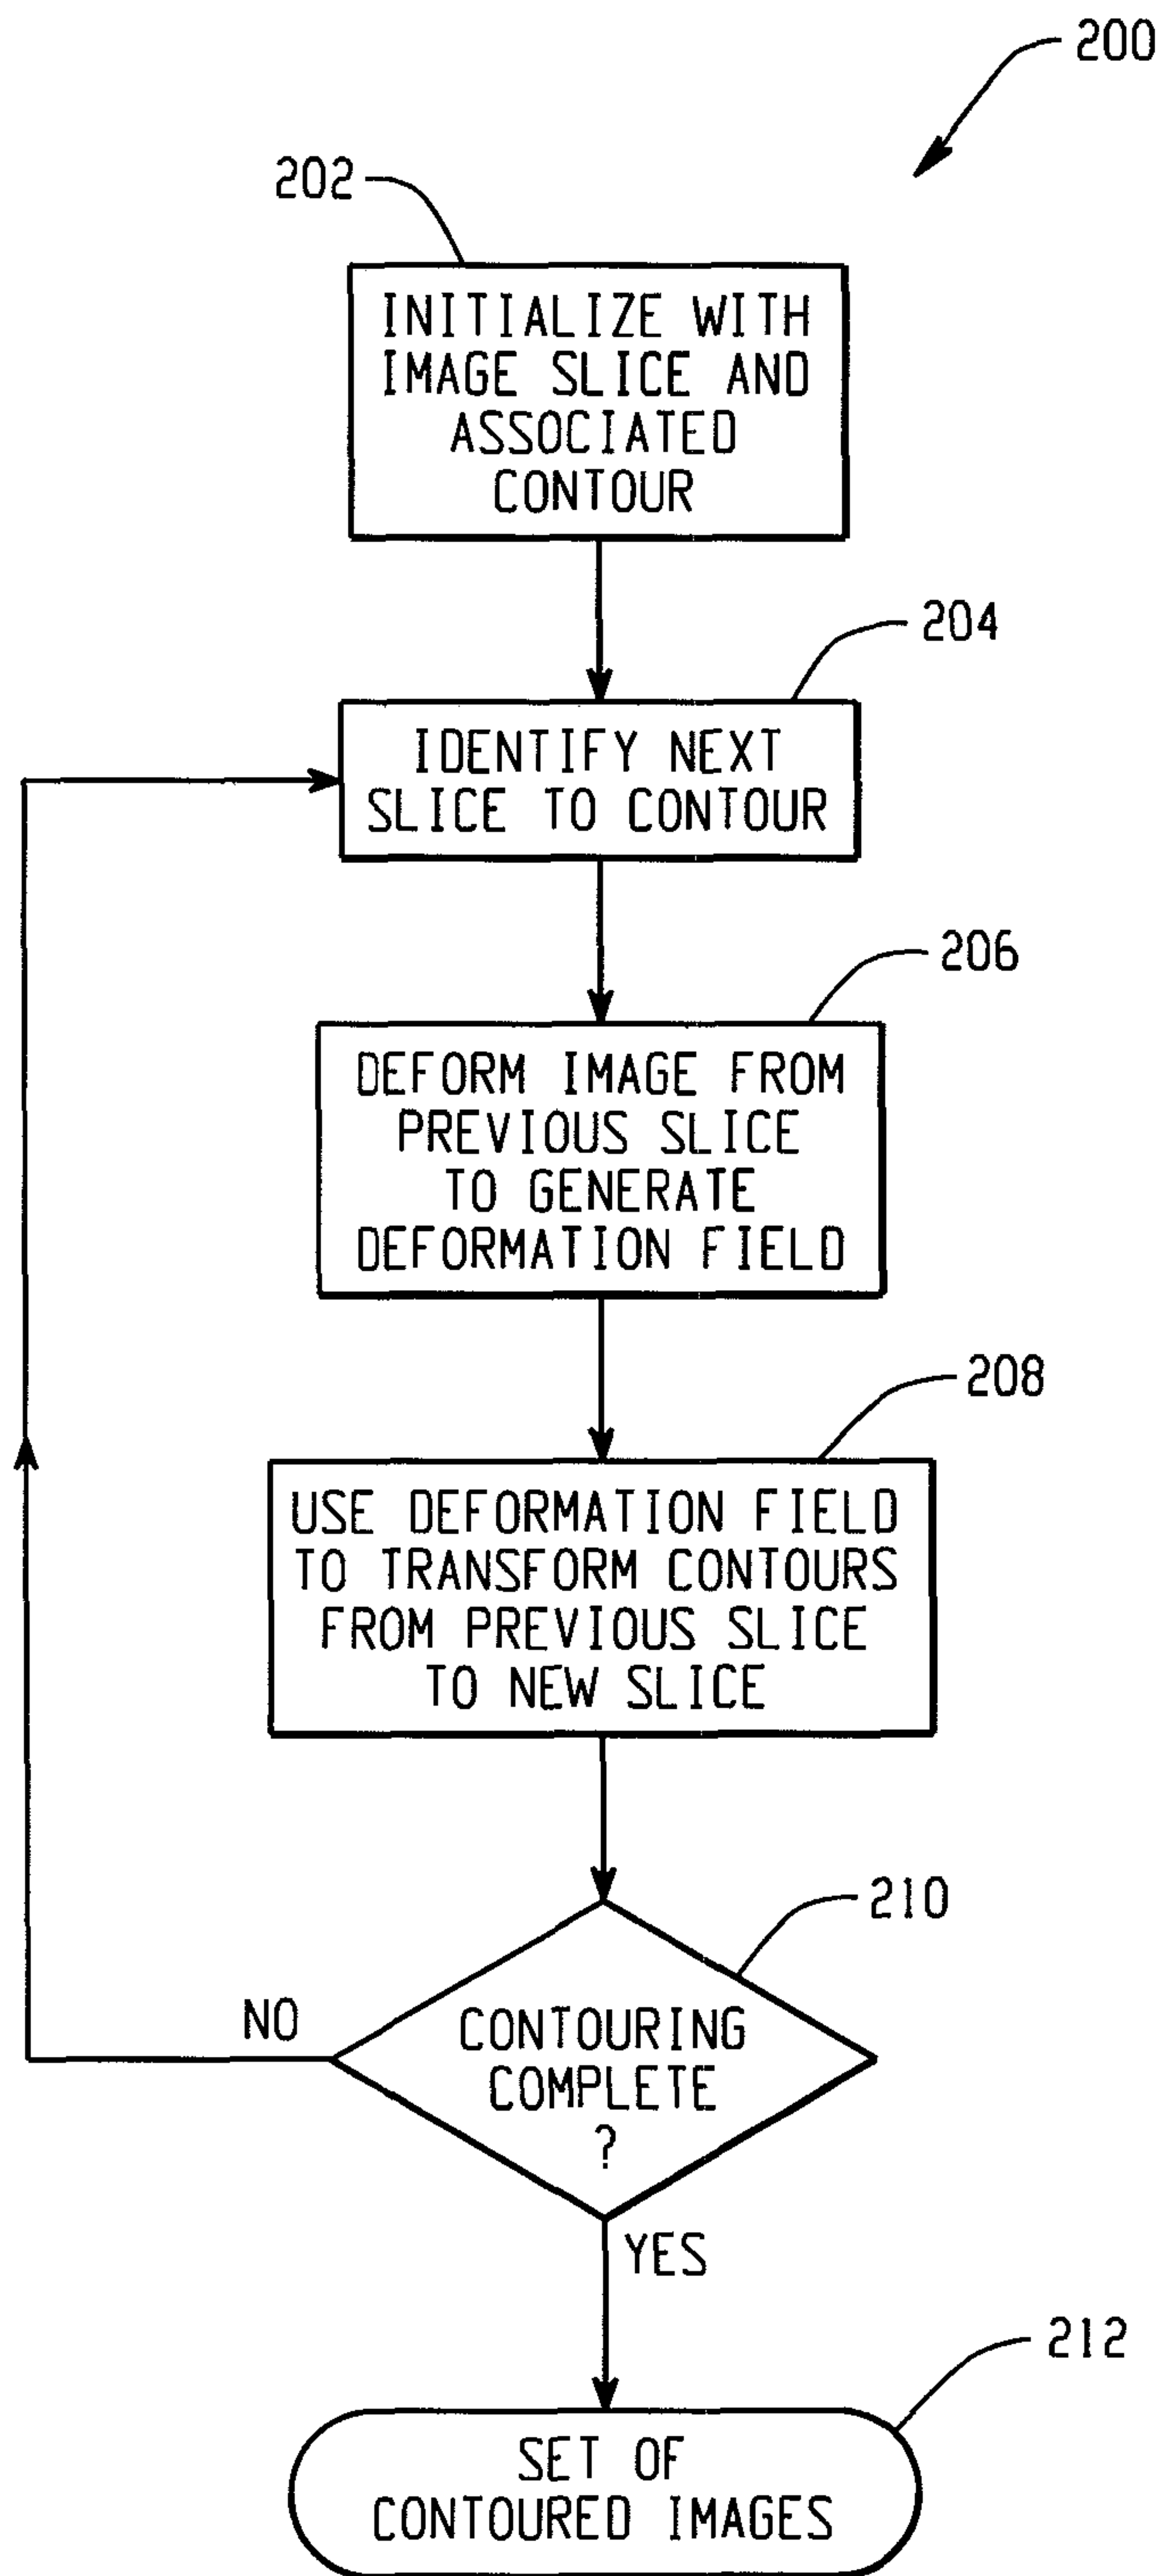 200
202
INITIALIZE WITH
IMAGE SLICE AND
ASSOCIATED
CONTOUR
204
IDENTIFY NEXT
SLICE TO CONTOUR
206
DEFORM IMAGE FROM
PREVIOUS SLICE
TO GENERATE
DEFORMATION FIELD
208
USE DEFORMATION FIELD
TO TRANSFORM CONTOURS
FROM PREVIOUS SLICE
TO NEW SLICE
210
NO
CONTOURING
COMPLETE
?
YES
212
SET OF
CONTOURED IMAGES